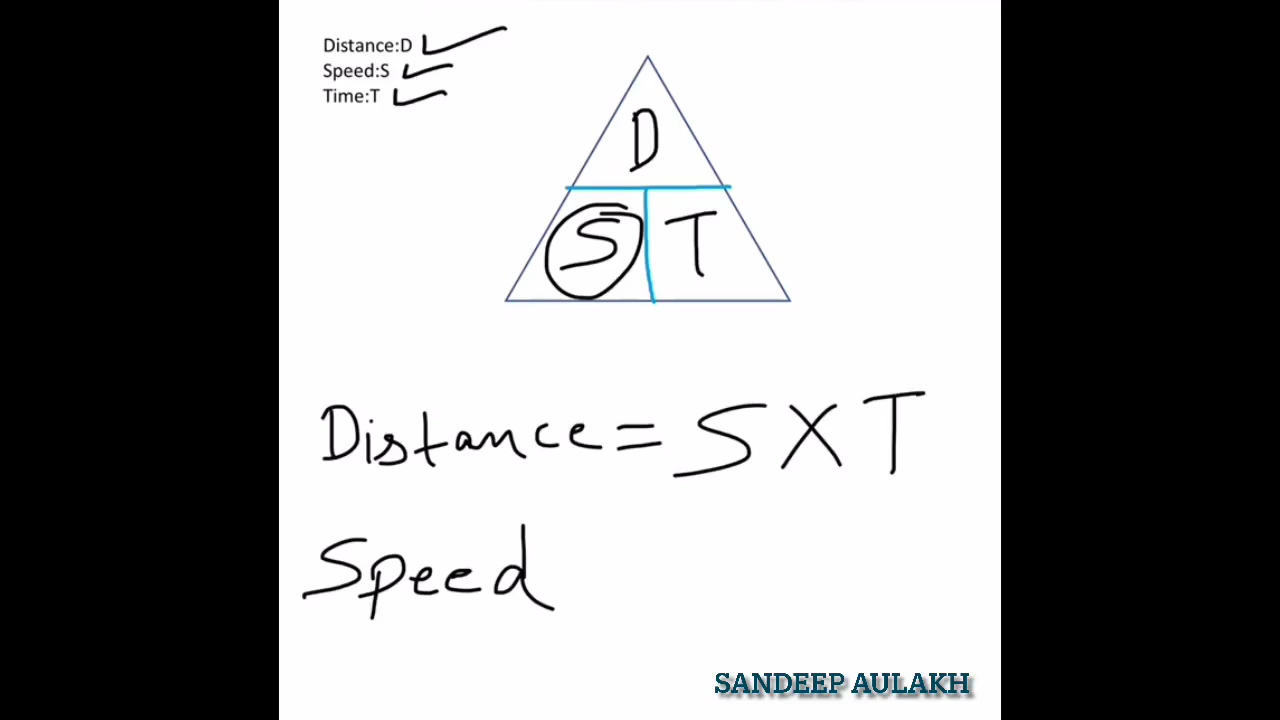 Distance:D
Speed:S
Time:T
D
S T
Distance = S X T
Speed
SANDEEP AULAKH